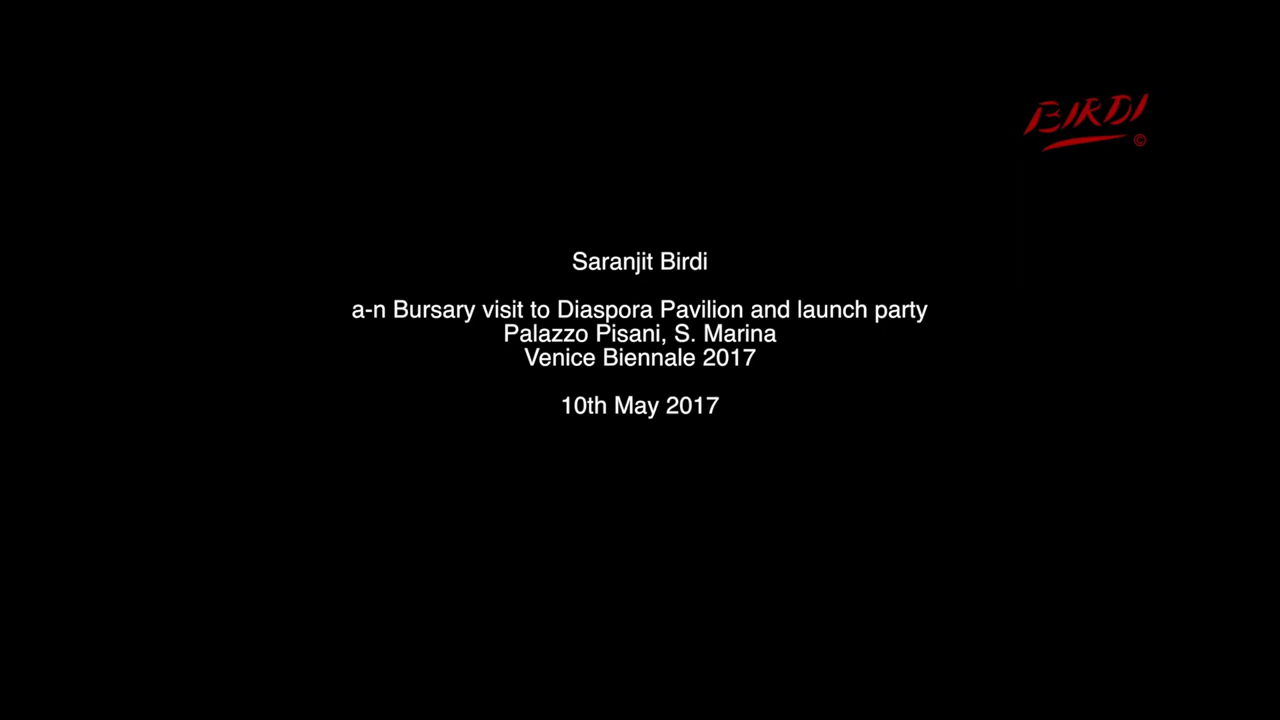 BIRDI
©
Saranjit Birdi
a-n Bursary visit to Diaspora Pavilion and launch party
Palazzo Pisani, S. Marina
Venice Biennale 2017
10th May 2017